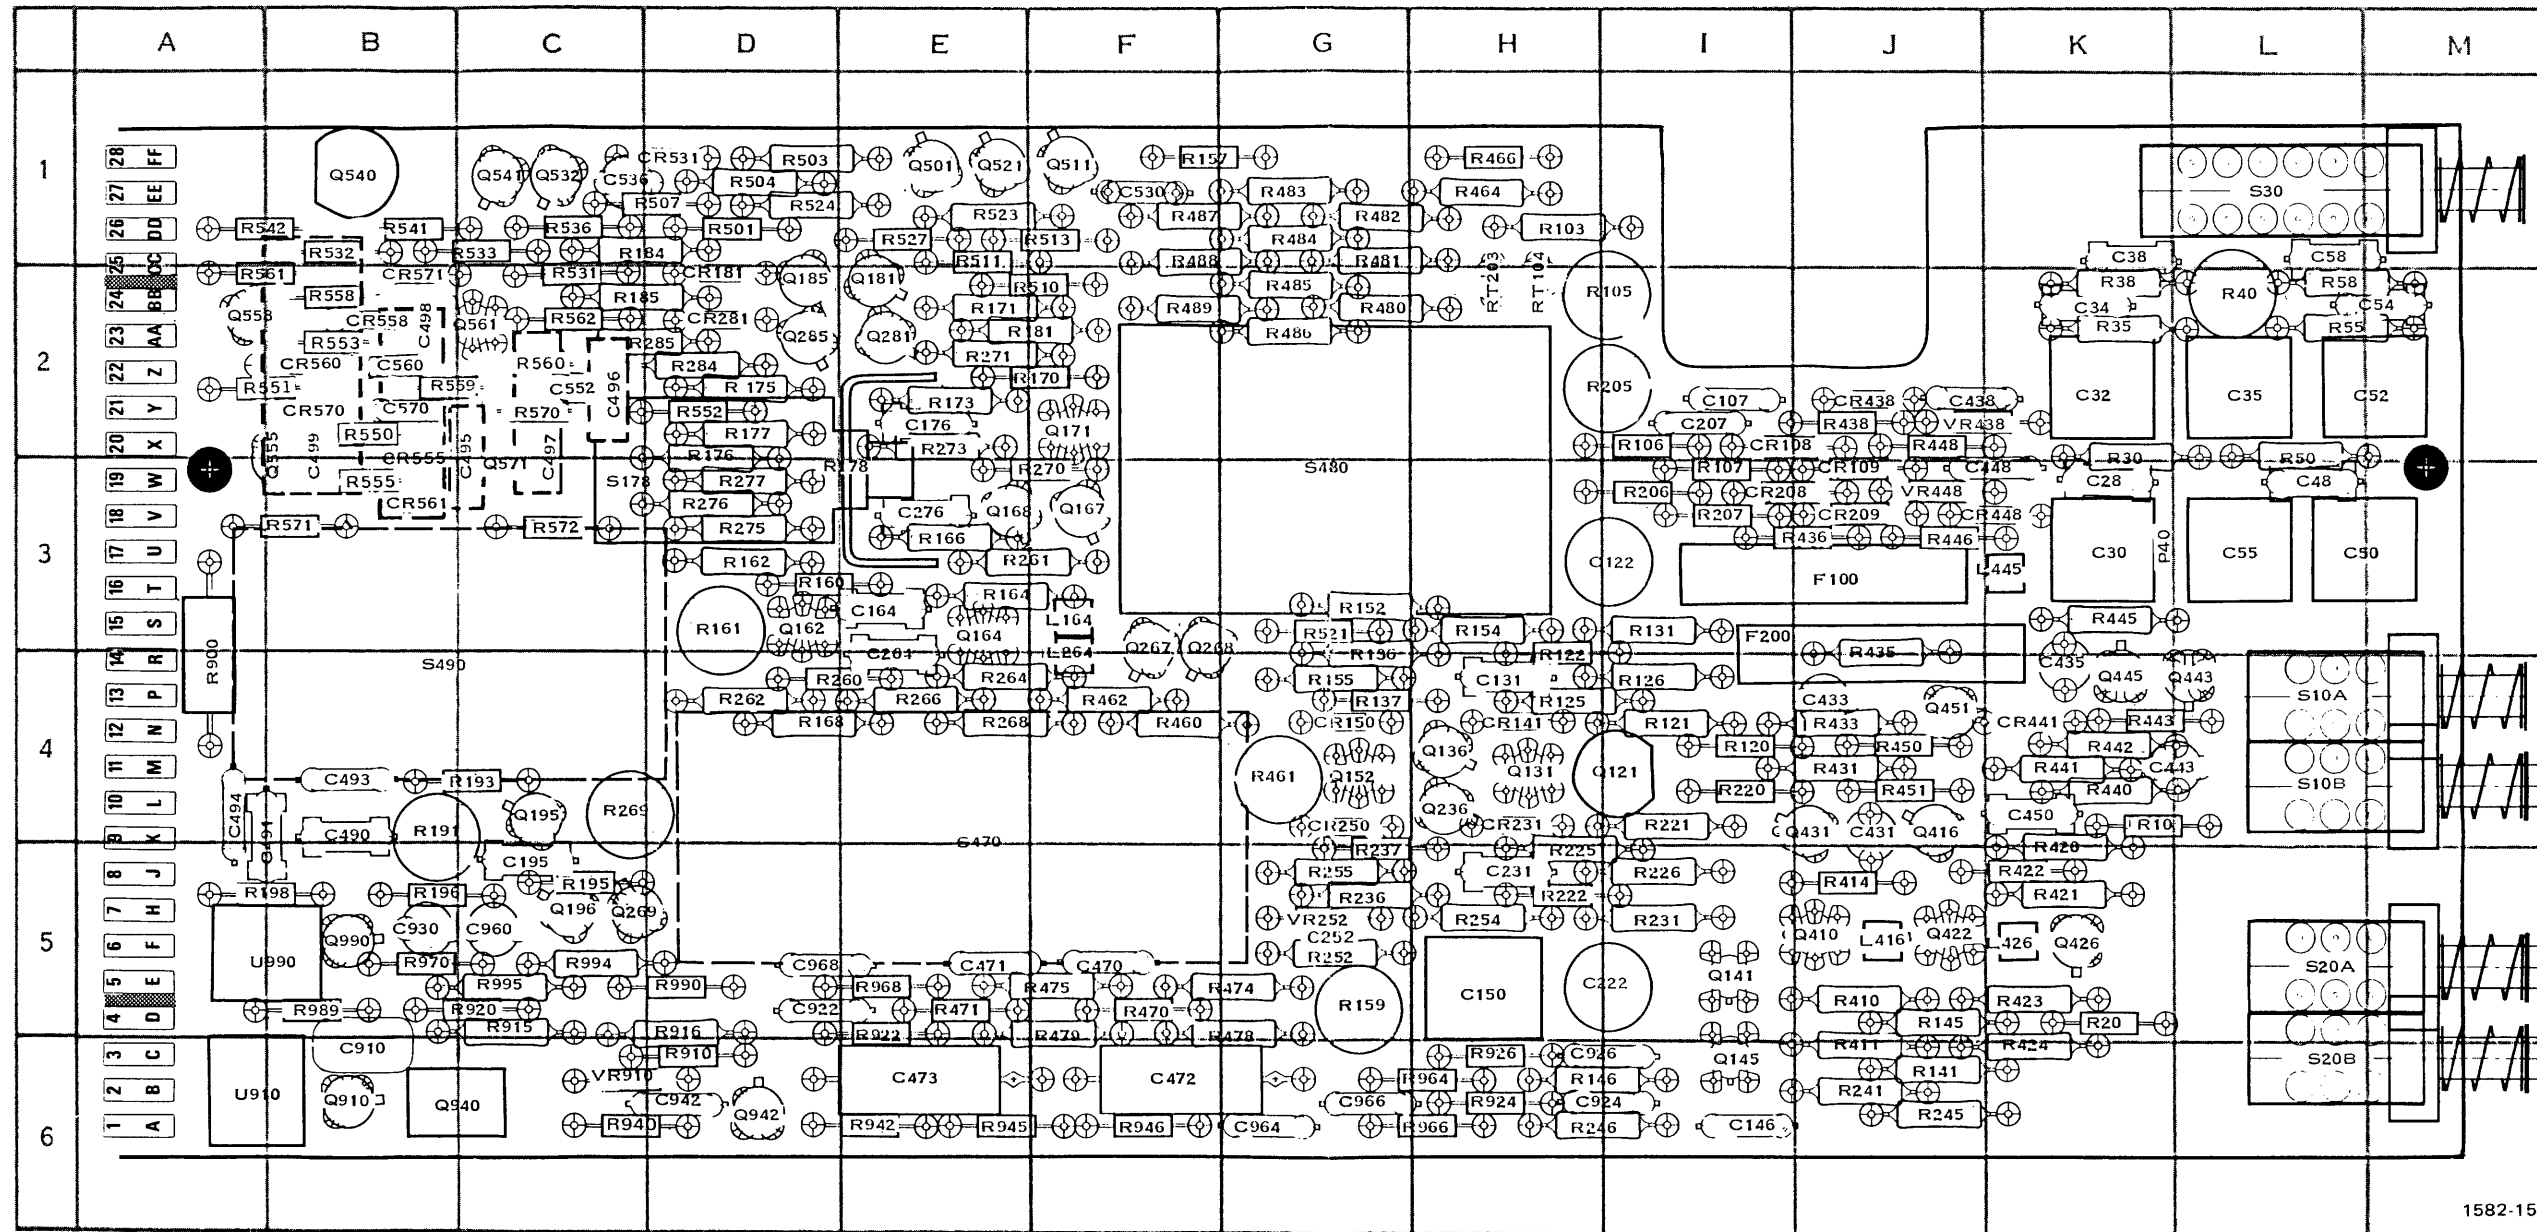 A B C D E F G H I J K L M
1
28 FF
Q540 Q541 Q532 C536 CR531 R503 Q501 Q521 Q511 R157 R466
27 EE
R504 C530 R483 R464 S30
R507 R524
R523 R487 R482
26 DD
R542 R541 R536 R501 R103
R527 R513 R484
R532 R533 R184
25 CC
R561 CR571 R531 CR181 Q185 Q181 R511 R488 R481 RT203 RT104 C38 C58
24 BB
R558 R185 R510 R485 R105 R38 R40 R58
Q558 CR558 C498 Q561 R562 CR281 R171 R489 R480 C34 C54
23 AA
R553 R285 Q285 Q281 R181 R486 R35 R55
2
CR560 C560 R560 R284 R271
22 Z
R551 R559 C552 C496 R175 R170 R205 C32 C35 C52
21 Y
CR570 C570 R570 R552 R173 C107 CR438 C438
C176 C207 R438 VR438
20 X
R550 R177 Q171 R273 R106 CR108 R448
Q555 C499 CR555 C495 Q571 C497 R176 R178 R270 S480 R107 CR109 C448 R30 R50
19 W
R555 S178 R277 R206 CR208 VR448 C28 C48
CR561 R276
18 V
R571 R572 R275 C276 Q168 Q167 R207 CR209 CR448
R166 R436 R446
3
17 U
R162 R261 C122 C30 P40 C55 C50
16 T
R160 R164 F100 L445
C164 R152
15 S
R161 Q162 Q164 L164 R521 R154 R131 F200 R445
14 R
R900 S490 C264 L264 Q267 Q268 R136 R122 R435 C435
13 P
R260 R264 R155 C131 R126 Q445 Q443 S10A
R262 R266 R462 R137 R125 C433 Q451
12 N
R168 R268 R460 CR150 CR141 R121 R433 CR441 R443
4
Q136 R120 R450 R442
11 M
C493 R193 R461 Q152 Q131 Q121 R431 R441 C443 S10B
10 L
C494 C491 Q195 R269 Q236 R220 R451 R440
9 K
C490 R191 S470 CR250 CR231 R221 Q431 C431 Q416 C450 R10
R237 R225 R420
C195
8 J
R195 R255 C231 R226 R414 R422
R198 R196 R236 R222 R421
7 H
Q196 Q269 VR252 R254 R231
C930 C960
5
6 F
Q990 C252 Q410 L416 Q422 L426 Q426
U990 R970 R994 C968 C471 C470 R252 S20A
5 E
R995 R990 R968 R475 R474 Q141 C150 C222
R159 R410 R423
4 D
R989 R920 C922 R471 R470
R915 R916 R922 R479 R478 R145 R20
3 C
C910 R910 R926 C926 Q145 R411 R424 S20B
VR910 C473 C472 R964 R146 R141
2 B
U910 Q910 Q940 C942 Q942 C966 R924 C924 R241
1 A
R940 R942 R945 R946 C964 R966 R246 C146 R245
6
1582-15